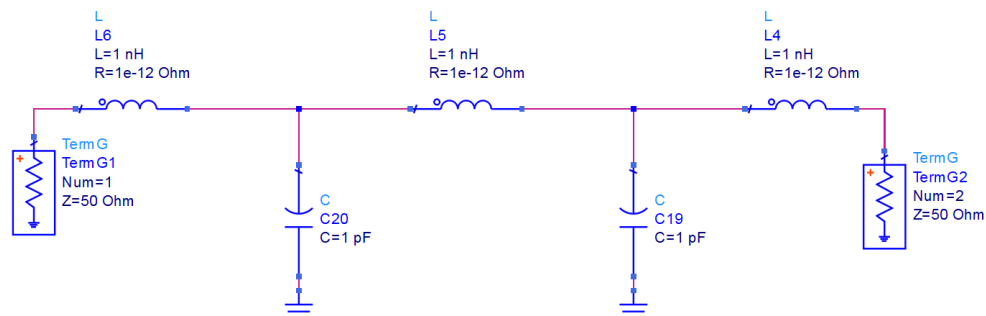 L
L6
L=1 nH
R=1e-12 Ohm
L
L5
L=1 nH
R=1e-12 Ohm
L
L4
L=1 nH
R=1e-12 Ohm
TermG
TermG1
Num=1
Z=50 Ohm
C
C20
C=1 pF
C
C19
C=1 pF
TermG
TermG2
Num=2
Z=50 Ohm